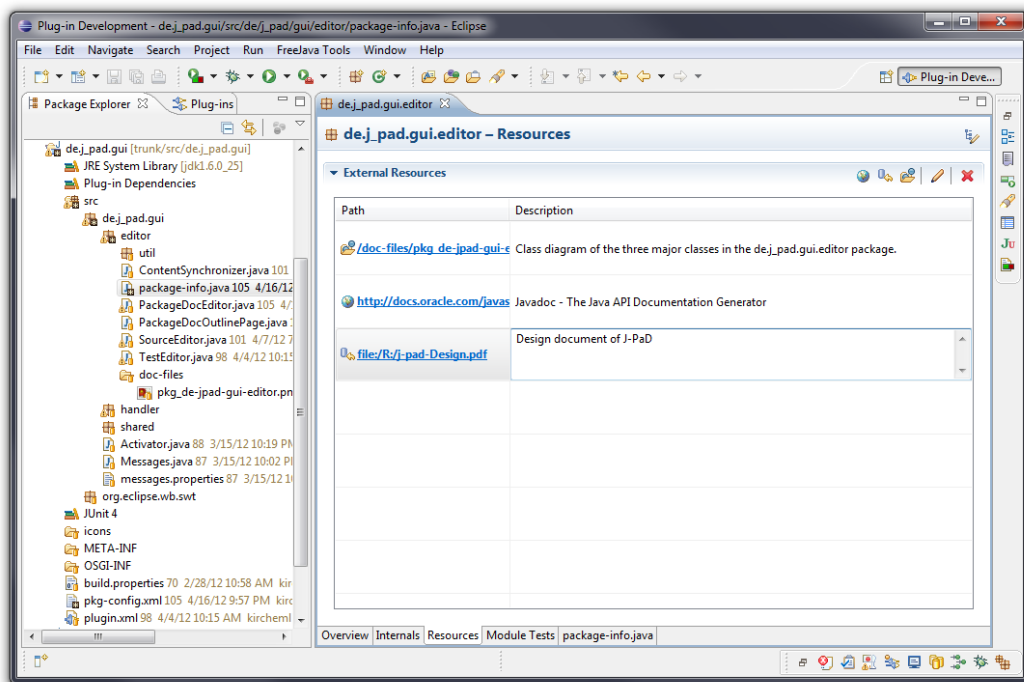 Plug-in Development - de.j_pad.gui/src/de/j_pad/gui/editor/package-info.java - Eclipse
File Edit Navigate Search Project Run FreeJava Tools Window Help
Plug-in Deve...
Package Explorer Plug-ins
de.j_pad.gui [trunk/src/de.j_pad.gui]
JRE System Library [jdk1.6.0_25]
Plug-in Dependencies
src
de.j_pad.gui
editor
util
ContentSynchronizer.java 101
package-info.java 105 4/16/12
PackageDocEditor.java 105 4/
PackageDocOutlinePage.java
SourceEditor.java 101 4/7/12 7
TestEditor.java 98 4/4/12 10:15
doc-files
pkg_de-jpad-gui-editor.pn
handler
shared
Activator.java 88 3/15/12 10:19 PM
Messages.java 87 3/15/12 10:02 PI
messages.properties 87 3/15/12 1
org.eclipse.wb.swt
JUnit 4
icons
META-INF
OSGI-INF
build.properties 70 2/28/12 10:58 AM kir
pkg-config.xml 105 4/16/12 9:57 PM kirc
plugin.xml 98 4/4/12 10:15 AM kircheml
de.j_pad.gui.editor
de.j_pad.gui.editor – Resources
External Resources
Path Description
/doc-files/pkg_de-jpad-gui-e Class diagram of the three major classes in the de.j_pad.gui.editor package.
http://docs.oracle.com/javas Javadoc - The Java API Documentation Generator
file:/R:/j-pad-Design.pdf Design document of J-PaD
Overview Internals Resources Module Tests package-info.java
Ju